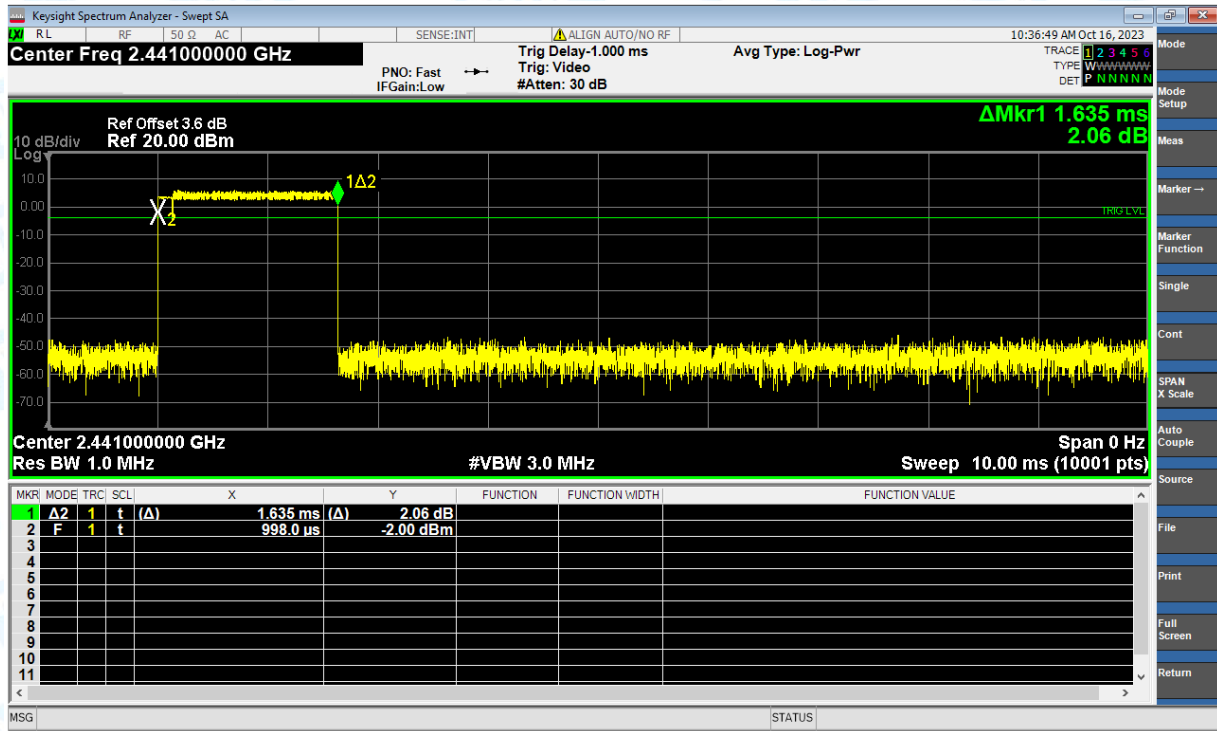 Keysight Spectrum Analyzer - Swept SA
LXI RL RF 50 Ω AC SENSE:INT ALIGN AUTO/NO RF 10:36:49 AM Oct 16, 2023
Center Freq 2.441000000 GHz
PNO: Fast
IFGain:Low
Trig Delay-1.000 ms
Trig: Video
#Atten: 30 dB
Avg Type: Log-Pwr
TRACE 1 2 3 4 5 6
TYPE WWWWWW
DET P N N N N N
ΔMkr1 1.635 ms
2.06 dB
Ref Offset 3.6 dB
10 dB/div Ref 20.00 dBm
Log
10.0
0.00
-10.0
-20.0
-30.0
-40.0
-50.0
-60.0
-70.0
1Δ2
2
TRIG LVL
Center 2.441000000 GHz Span 0 Hz
Res BW 1.0 MHz #VBW 3.0 MHz Sweep 10.00 ms (10001 pts)
MKR MODE TRC SCL X Y FUNCTION FUNCTION WIDTH FUNCTION VALUE
1 Δ2 1 t (Δ) 1.635 ms (Δ) 2.06 dB
2 F 1 t 998.0 µs -2.00 dBm
3
4
5
6
7
8
9
10
11
MSG STATUS
Mode
Mode
Setup
Meas
Marker →
Marker
Function
Single
Cont
SPAN
X Scale
Auto
Couple
Source
File
Print
Full
Screen
Return